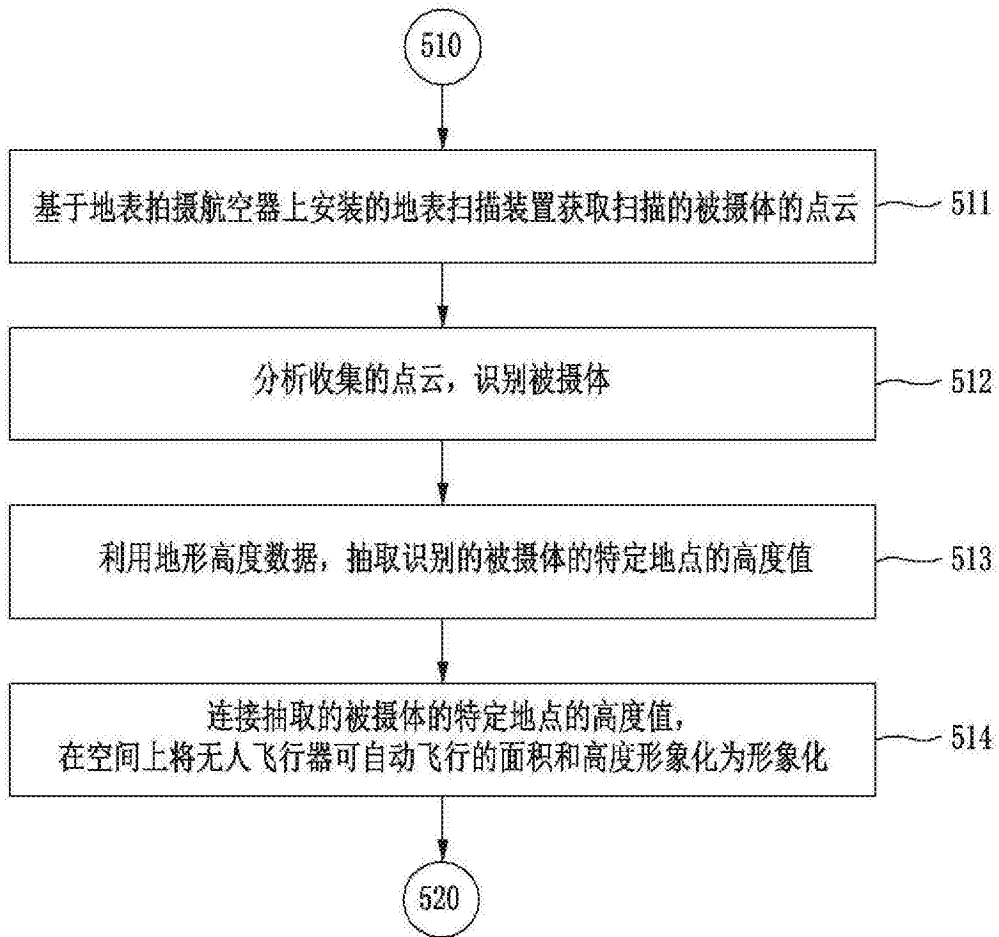 510
基于地表拍摄航空器上安装的地表扫描装置获取扫描的被摄体的点云
511
分析收集的点云，识别被摄体
512
利用地形高度数据，抽取识别的被摄体的特定地点的高度值
513
连接抽取的被摄体的特定地点的高度值，
在空间上将无人飞行器可自动飞行的面积和高度形象化为形象化
514
520